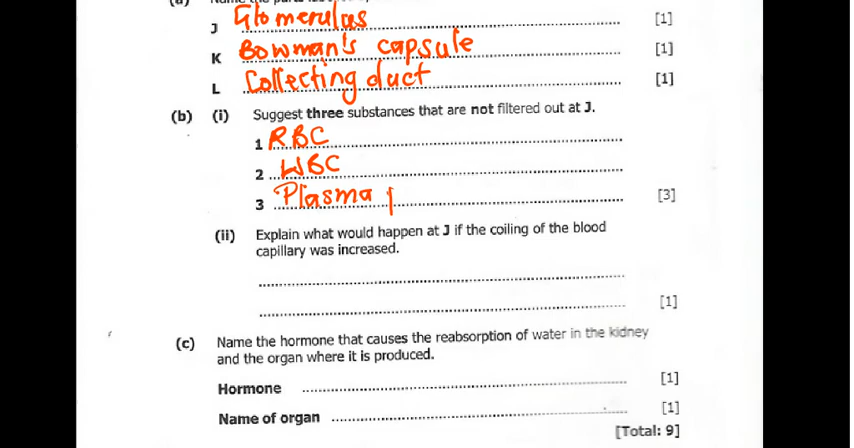 J Glomerulus [1]
K Bowman's capsule [1]
L Collecting duct [1]
(b) (i) Suggest three substances that are not filtered out at J.
1 RBC
2 WBC
3 Plasma p [3]
(ii) Explain what would happen at J if the coiling of the blood
capillary was increased.
[1]
(c) Name the hormone that causes the reabsorption of water in the kidney
and the organ where it is produced.
Hormone [1]
Name of organ [1]
[Total: 9]